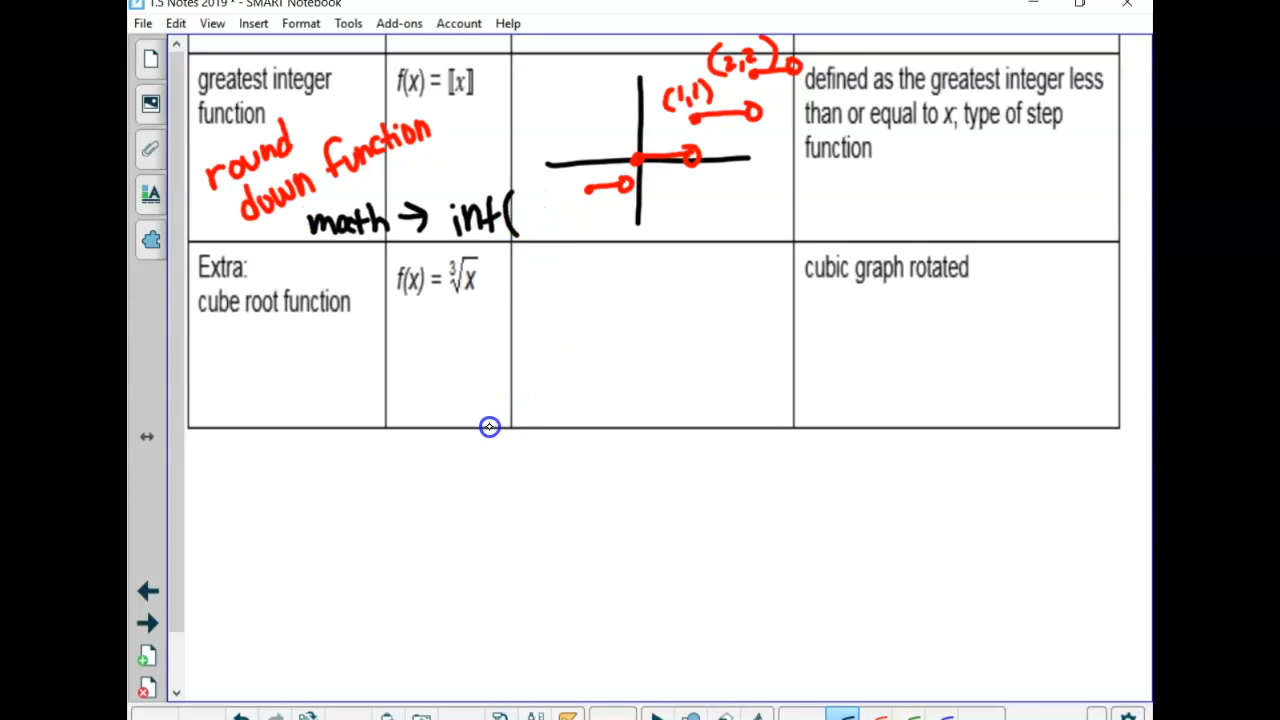 1.5 Notes 2019 * - SMART Notebook
File Edit View Insert Format Tools Add-ons Account Help
greatest integer
function
f(x) = ⟦x⟧
round
down function
math → int(
(1,1)
(2,2)
defined as the greatest integer less
than or equal to x; type of step
function
Extra:
cube root function
f(x) = ∛x
cubic graph rotated